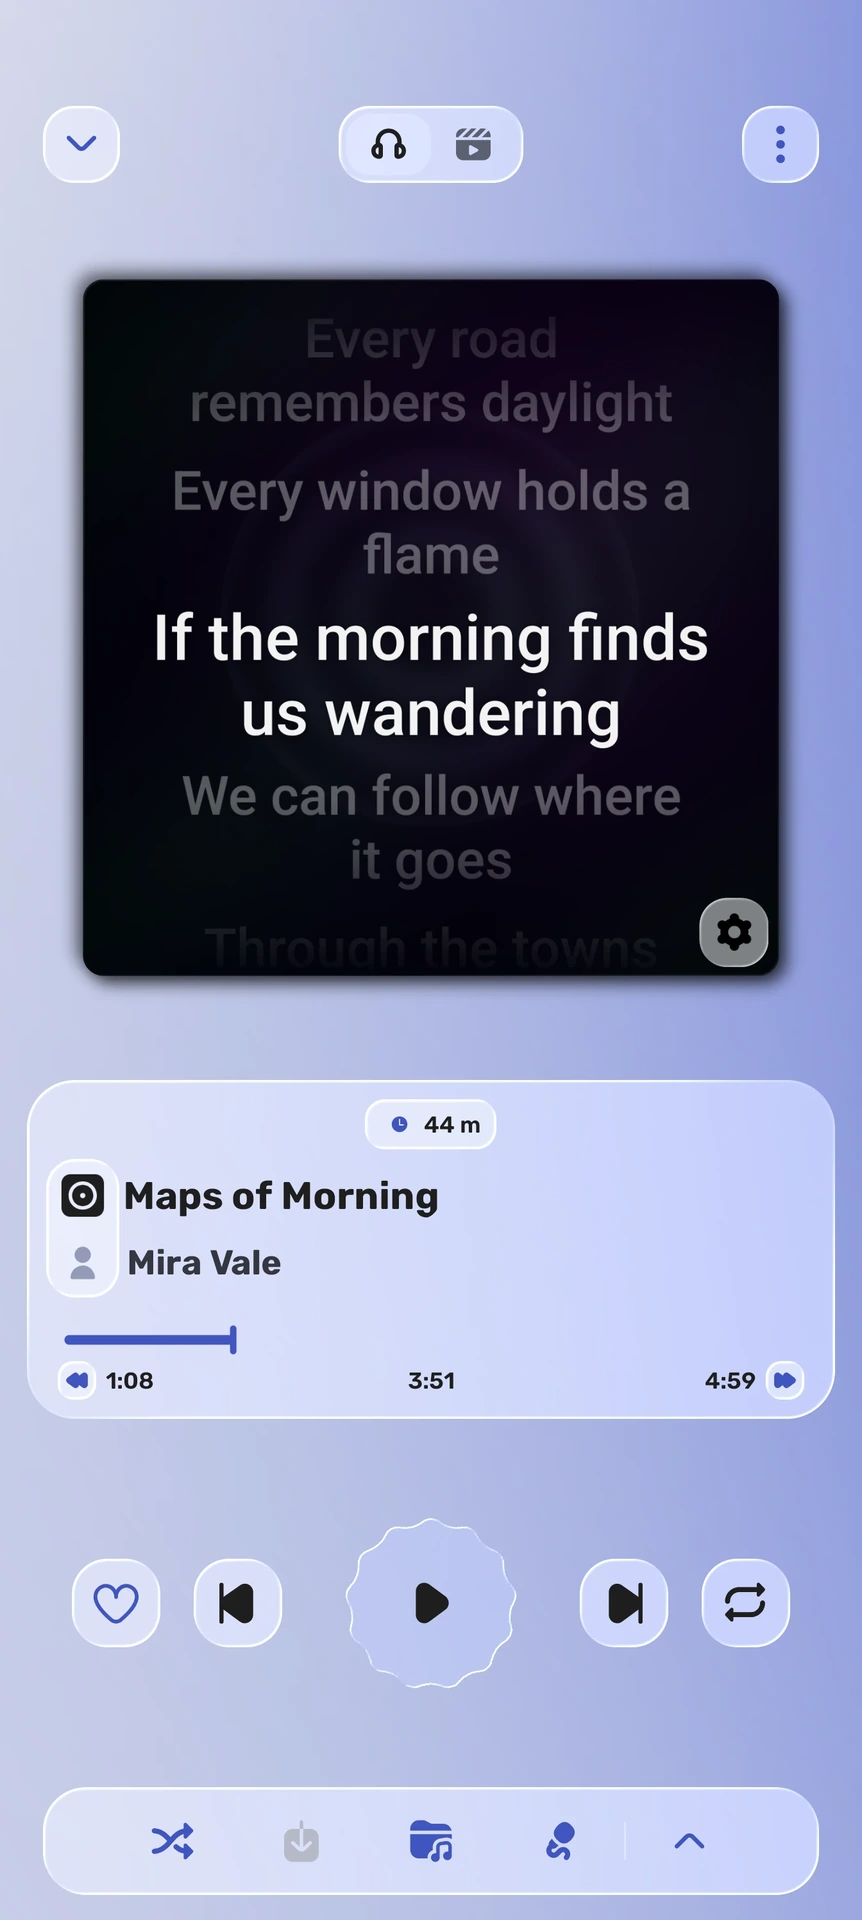 Every road
remembers daylight
Every window holds a
flame
If the morning finds
us wandering
We can follow where
it goes
Through the towns
44 m
Maps of Morning
Mira Vale
1:08 3:51 4:59